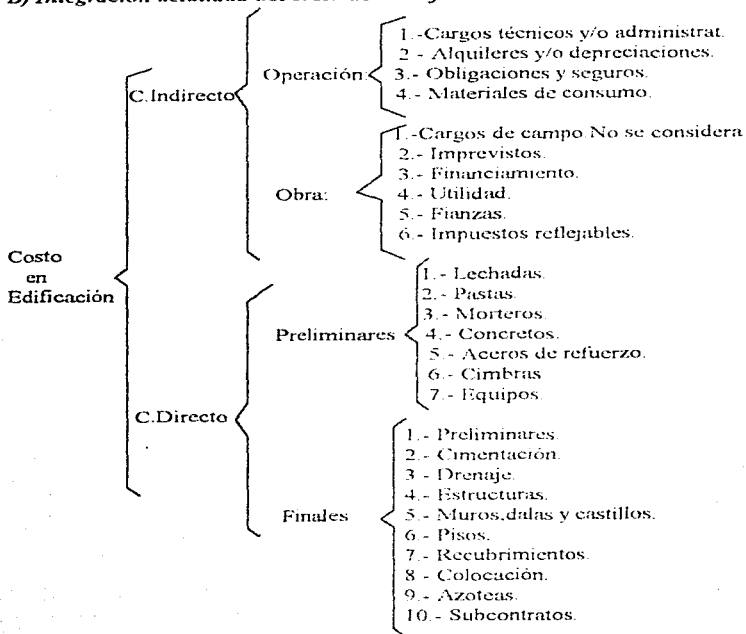 B) Integración
Costo
en
Edificación
C.Indirecto
Operación:
1.-Cargos técnicos y/o administrat.
2 - Alquileres y/o depreciaciones.
3.- Obligaciones y seguros.
4.- Materiales de consumo.
Obra:
1.-Cargos de campo No se considera
2.- Imprevistos.
3.- Financiamiento.
4.- Utilidad.
5.- Fianzas.
6.- Impuestos reflejables.
C.Directo
Preliminares
1.- Lechadas.
2.- Pastas.
3.- Morteros.
4.- Concretos.
5.- Aceros de refuerzo.
6.- Cimbras
7.- Equipos.
Finales
1.- Preliminares.
2.- Cimentación.
3 - Drenaje.
4.- Estructuras.
5.- Muros,dalas y castillos.
6.- Pisos.
7.- Recubrimientos.
8 - Colocación.
9.- Azoteas.
10.- Subcontratos.